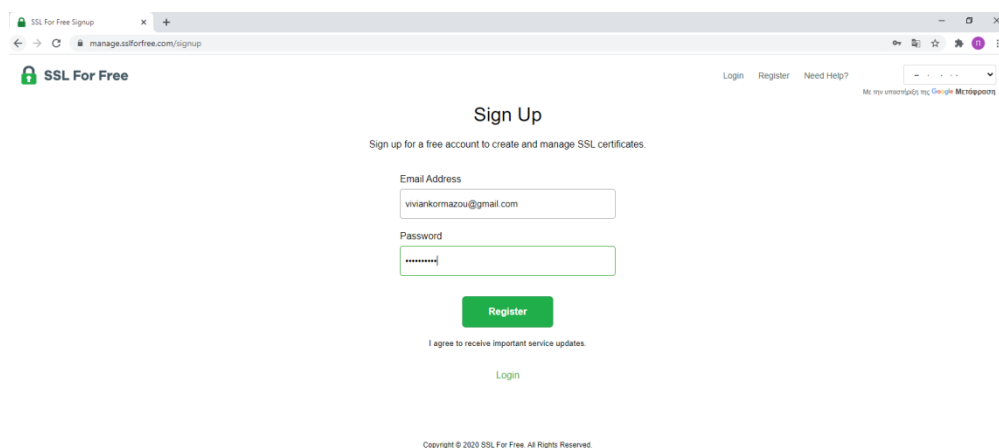 SSL For Free Signup
manage.sslforfree.com/signup
n
SSL For Free
Login Register Need Help?
Με την υποστήριξη της Google Μετάφραση
Sign Up
Sign up for a free account to create and manage SSL certificates.
Email Address
viviankormazou@gmail.com
Password
••••••••••
Register
I agree to receive important service updates.
Login
Copyright © 2020 SSL For Free. All Rights Reserved.